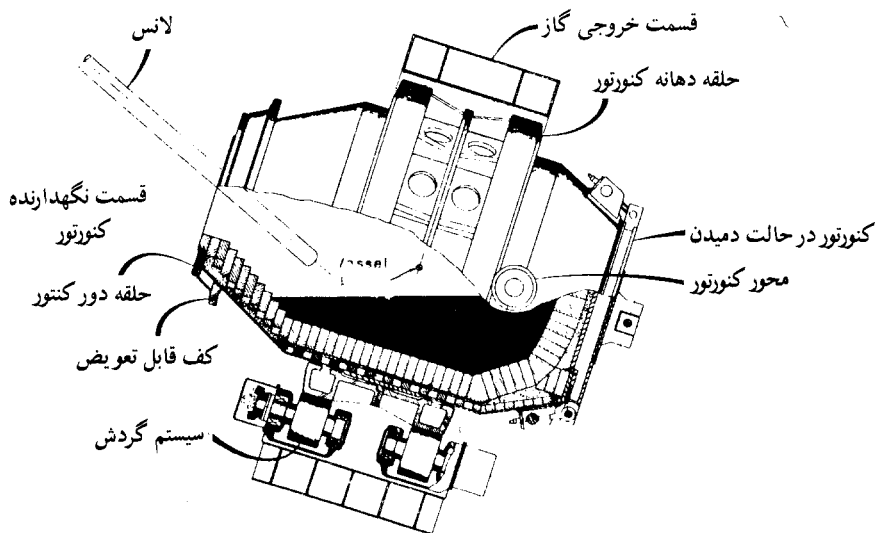 قسمت خروجی گاز
لانس
حلقه دهانه کنورتور
قسمت نگهدارنده
کنورتور
کنورتور در حالت دمیدن
محور کنورتور
حلقه دور کنتور
کف قابل تعویض
سیستم گردش